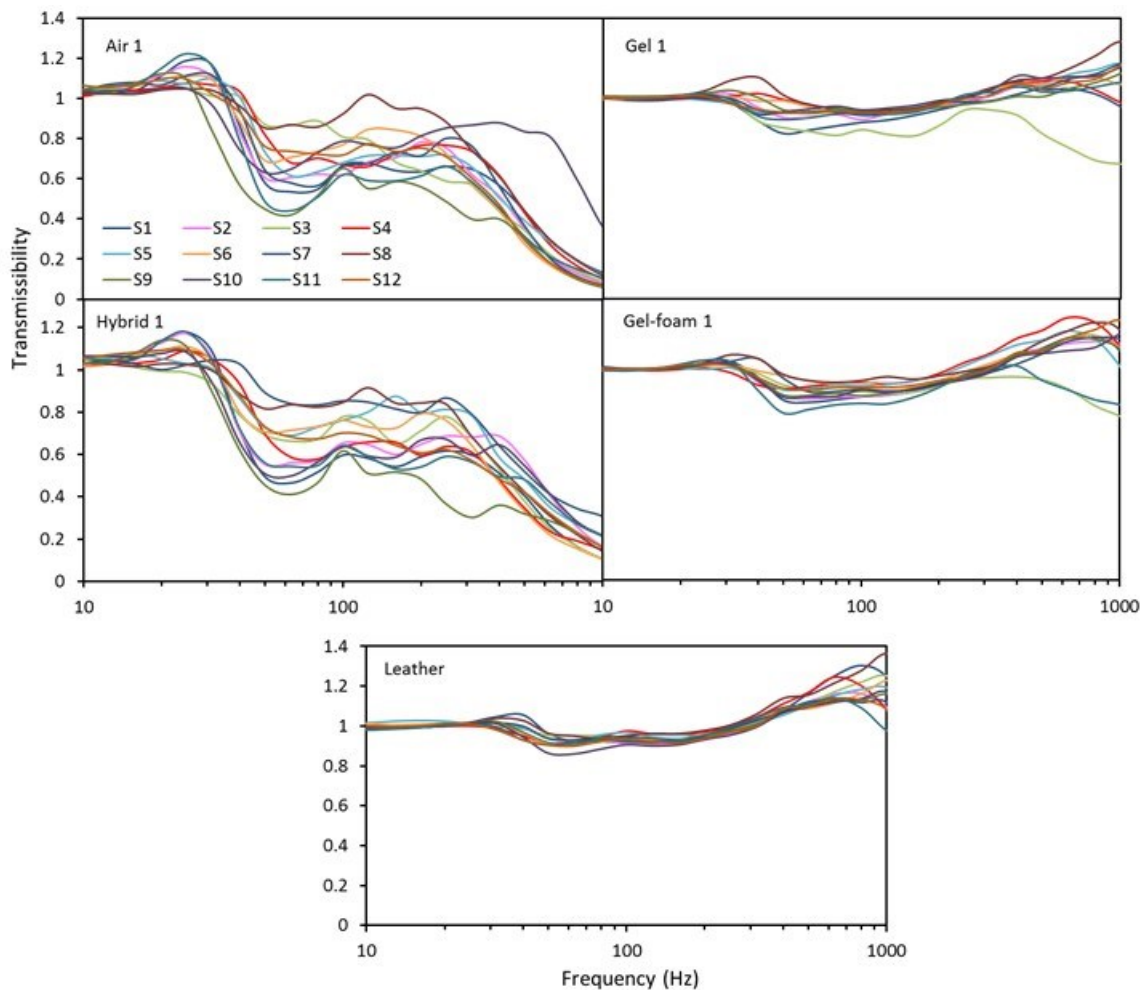 1.4
1.2
1
0.8
0.6
0.4
0.2
0
Air 1
Gel 1
S1 S2 S3 S4
S5 S6 S7 S8
S9 S10 S11 S12
Transmissibility
1.2
1
0.8
0.6
0.4
0.2
0
Hybrid 1
Gel-foam 1
10 100 10 100 1000
1.4
1.2
1
0.8
0.6
0.4
0.2
0
Leather
10 100 1000
Frequency (Hz)